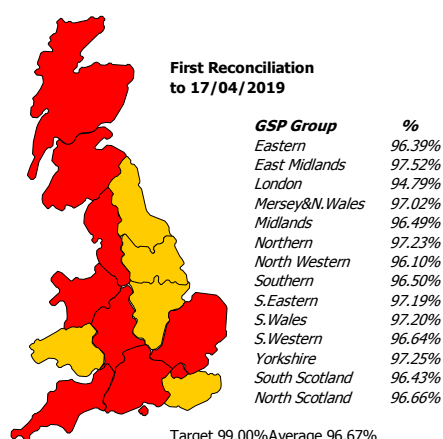 First Reconciliation
to 17/04/2019
GSP Group %
Eastern 96.39%
East Midlands 97.52%
London 94.79%
Mersey&N.Wales 97.02%
Midlands 96.49%
Northern 97.23%
North Western 96.10%
Southern 96.50%
S.Eastern 97.19%
S.Wales 97.20%
S.Western 96.64%
Yorkshire 97.25%
South Scotland 96.43%
North Scotland 96.66%
Target 99.00%Average 96.67%